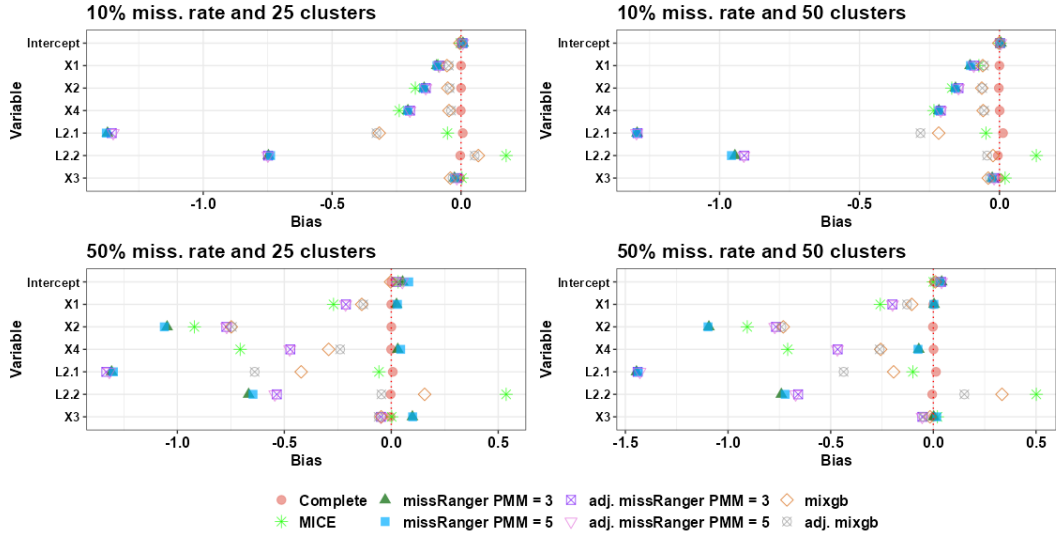 10% miss. rate and 25 clusters
Variable
Intercept
X1
X2
X4
L2.1
L2.2
X3
-1.0
-0.5
0.0
Bias
10% miss. rate and 50 clusters
Variable
Intercept
X1
X2
X4
L2.1
L2.2
X3
-1.0
-0.5
0.0
Bias
50% miss. rate and 25 clusters
Variable
Intercept
X1
X2
X4
L2.1
L2.2
X3
-1.0
-0.5
0.0
0.5
Bias
50% miss. rate and 50 clusters
Variable
Intercept
X1
X2
X4
L2.1
L2.2
X3
-1.5
-1.0
-0.5
0.0
0.5
Bias
Complete
missRanger PMM = 3
adj. missRanger PMM = 3
mixgb
MICE
missRanger PMM = 5
adj. missRanger PMM = 5
adj. mixgb